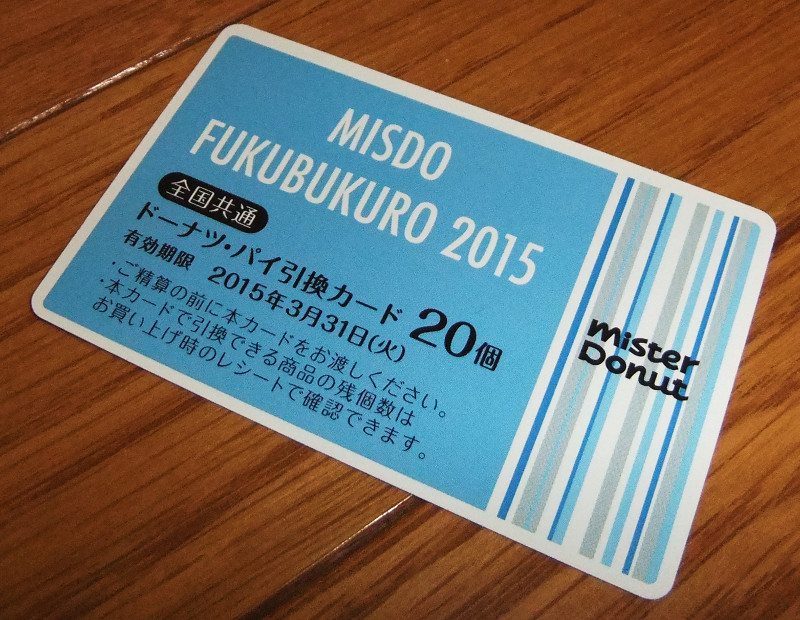 MISDO
FUKUBUKURO 2015
全国共通
ドーナツ・パイ引換カード 20個
有効期限 2015年3月31日(火)
・ご精算の前に本カードをお渡しください。
・本カードで引換できる商品の残個数は
お買い上げ時のレシートで確認できます。
mister
Donut